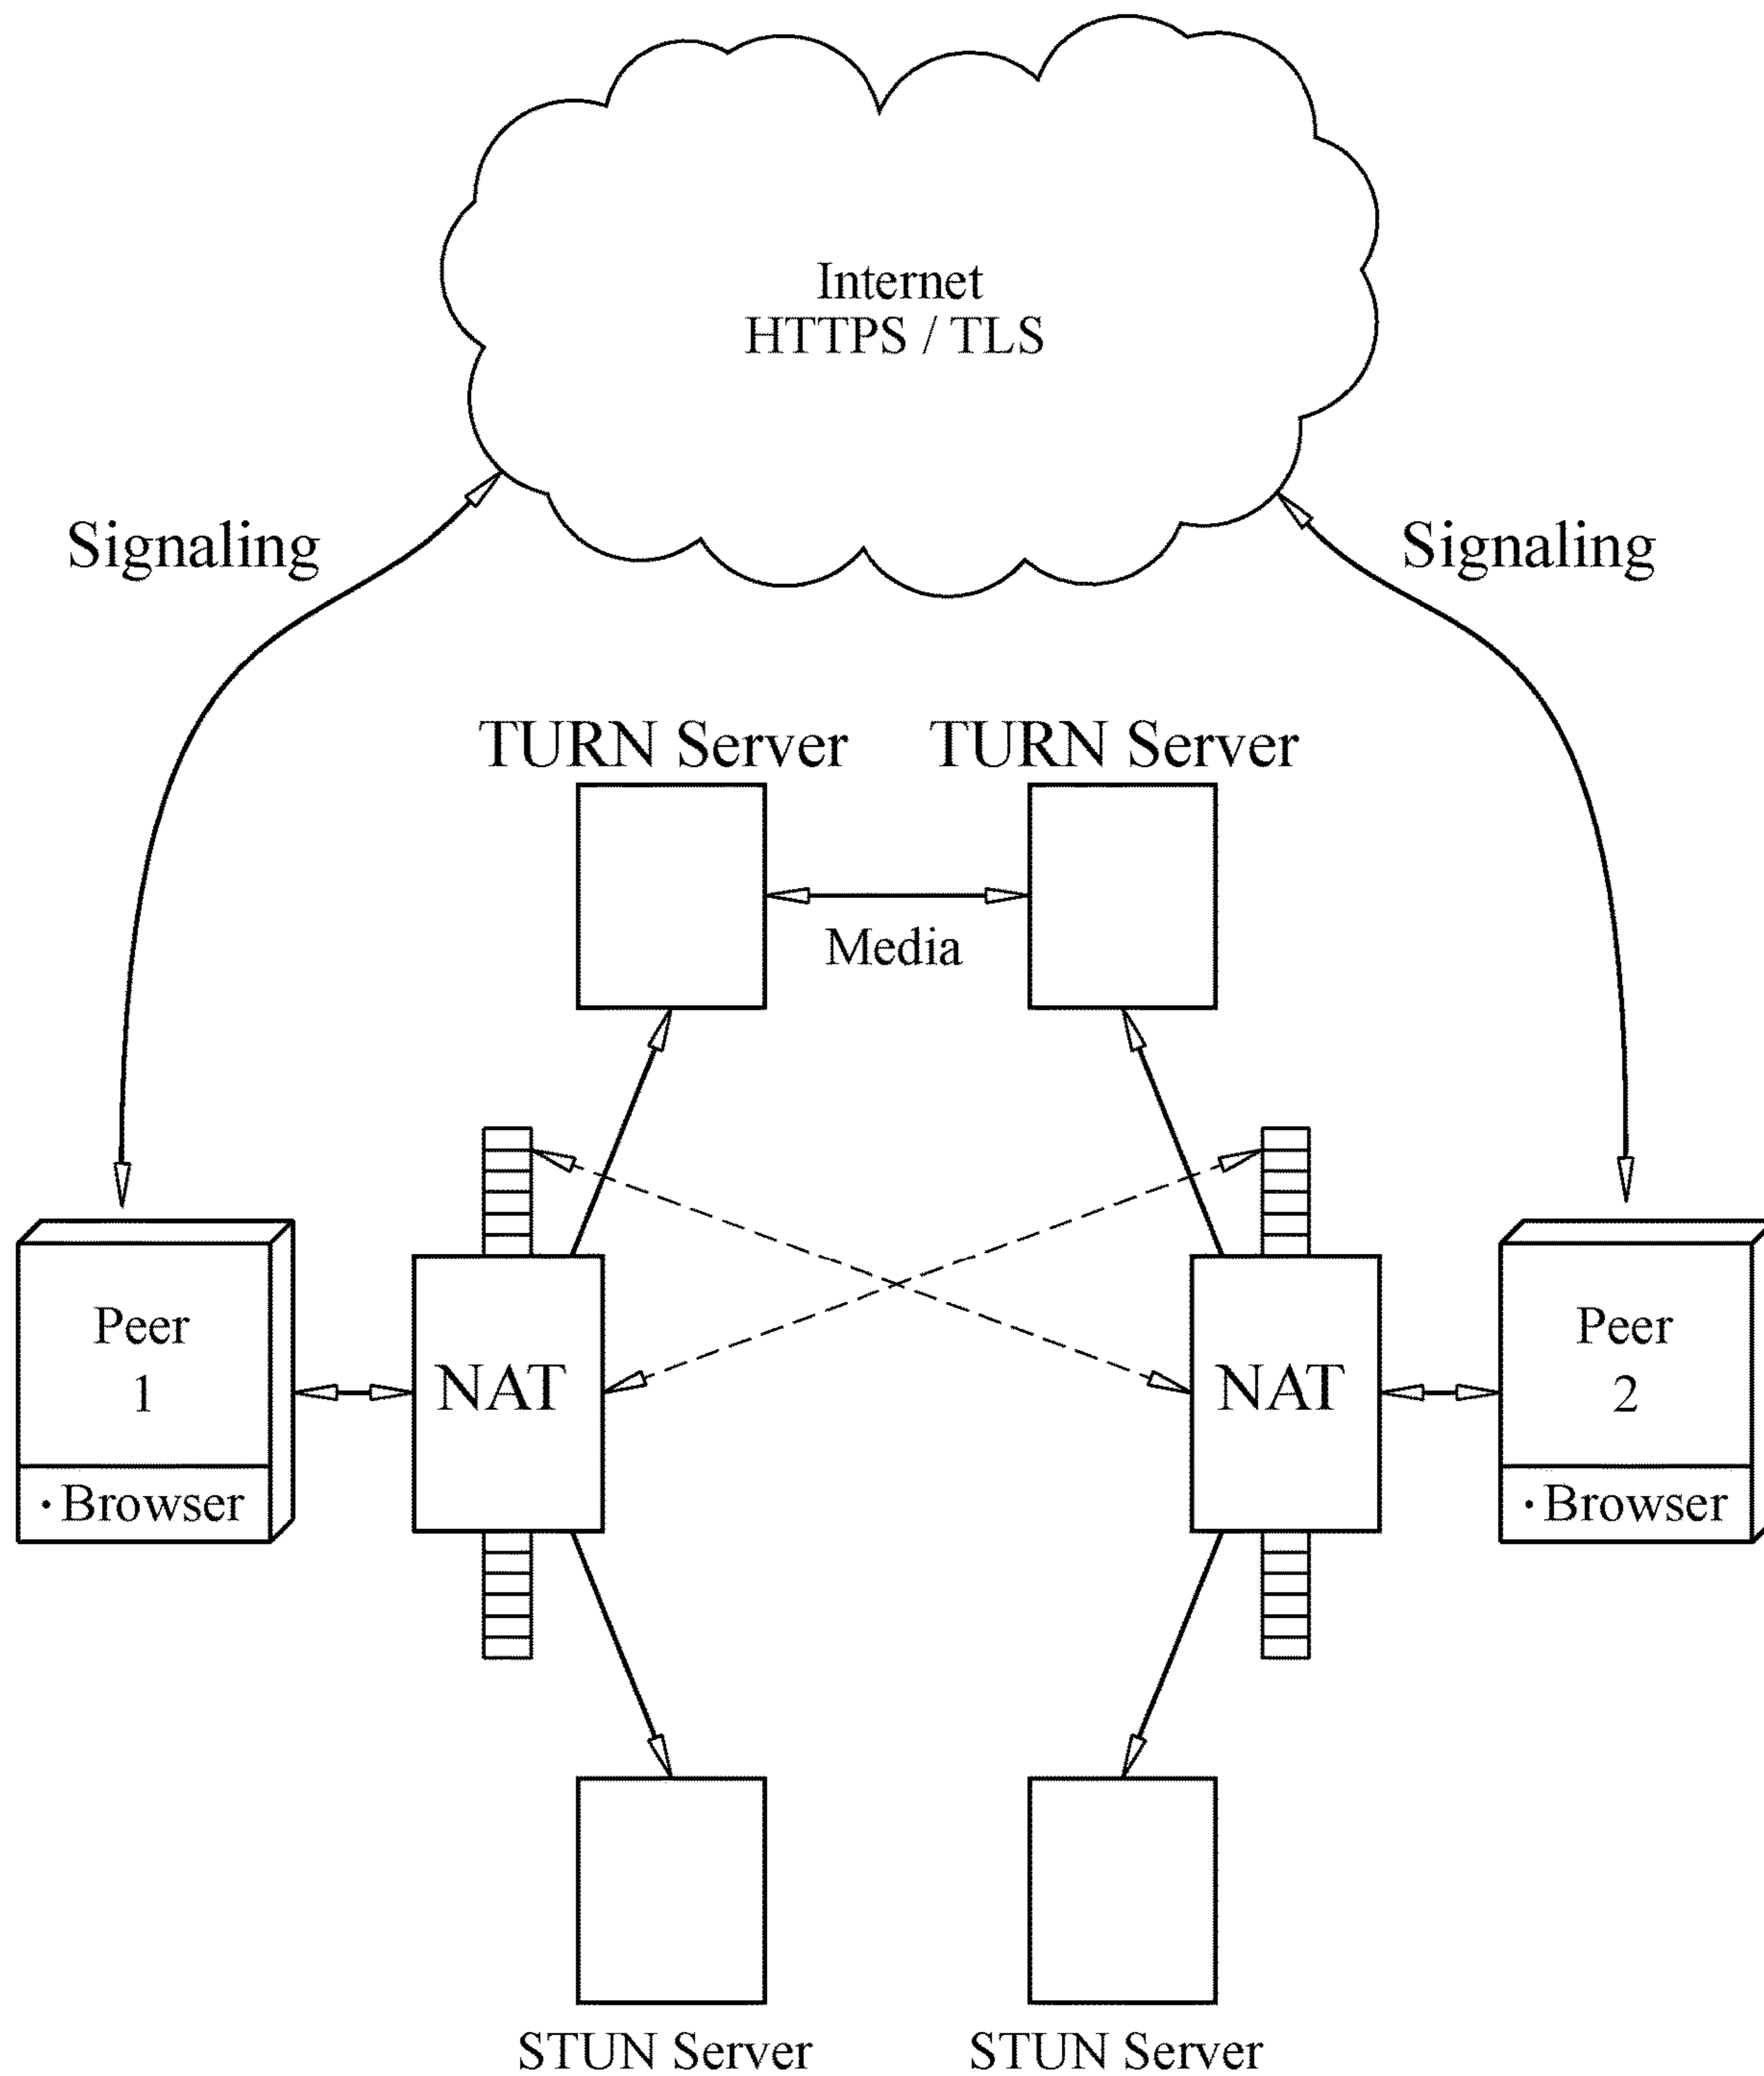 Internet
HTTPS / TLS
Signaling
Signaling
TURN Server
TURN Server
Media
Peer
1
· Browser
NAT
NAT
Peer
2
· Browser
STUN Server
STUN Server